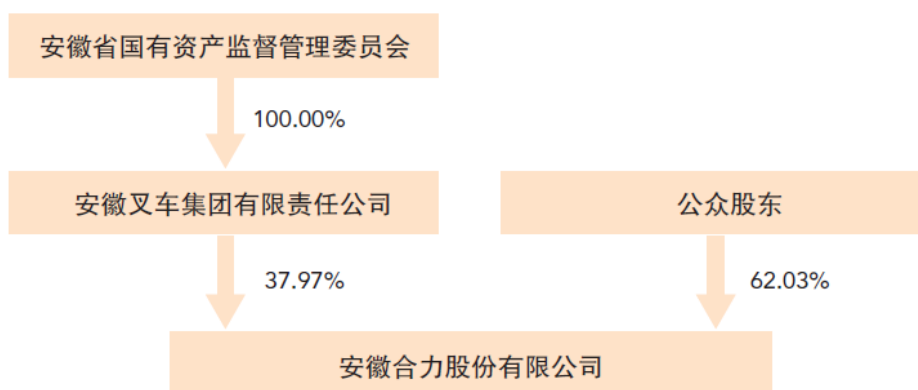 安徽省国有资产监督管理委员会
100.00%
安徽叉车集团有限责任公司
公众股东
37.97%
62.03%
安徽合力股份有限公司